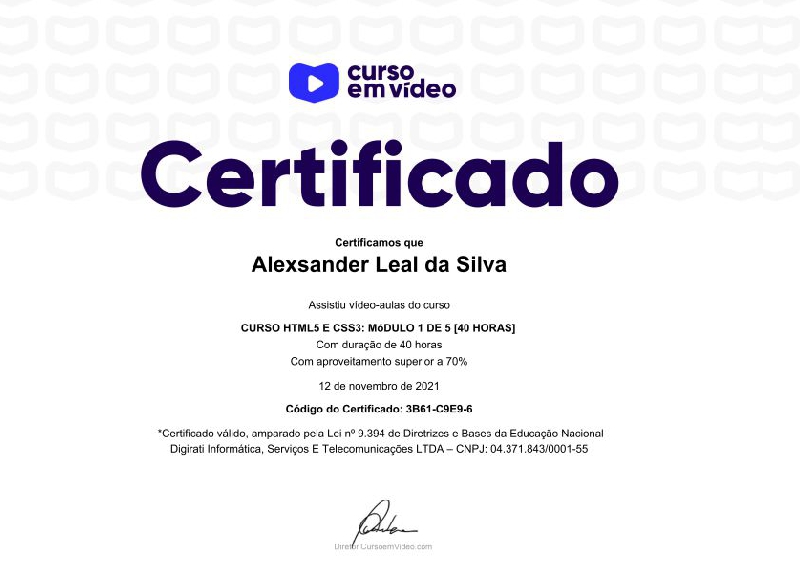 curso
em vídeo
Certificado
Certificamos que
Alexsander Leal da Silva
Assistiu vídeo-aulas do curso
CURSO HTML5 E CSS3: MóDULO 1 DE 5 [40 HORAS]
Com duração de 40 horas
Com aproveitamento superior a 70%
12 de novembro de 2021
Código do Certificado: 3B61-C9E9-6
*Certificado válido, amparado pela Lei nº 9.394 de Diretrizes e Bases da Educação Nacional
Digirati Informática, Serviços E Telecomunicações LTDA – CNPJ: 04.371.843/0001-55
Diretor CursoemVideo.com